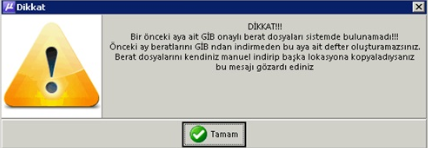 Dikkat
DİKKAT!!!
Bir önceki aya ait GİB onaylı berat dosyaları sistemde bulunamadı!!!
Önceki ay beratlarını GİB ndan indirmeden bu aya ait defter oluşturamazsınız.
Berat dosyalarını kendiniz manuel indirip başka lokasyona kopyaladıysanız
bu mesajı gözardı ediniz
Tamam